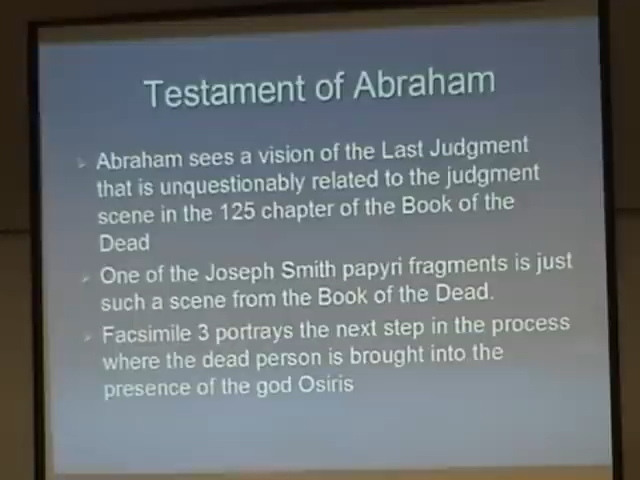 Testament of Abraham
Abraham sees a vision of the Last Judgment
that is unquestionably related to the judgment
scene in the 125 chapter of the Book of the
Dead
One of the Joseph Smith papyri fragments is just
such a scene from the Book of the Dead.
Facsimile 3 portrays the next step in the process
where the dead person is brought into the
presence of the god Osiris